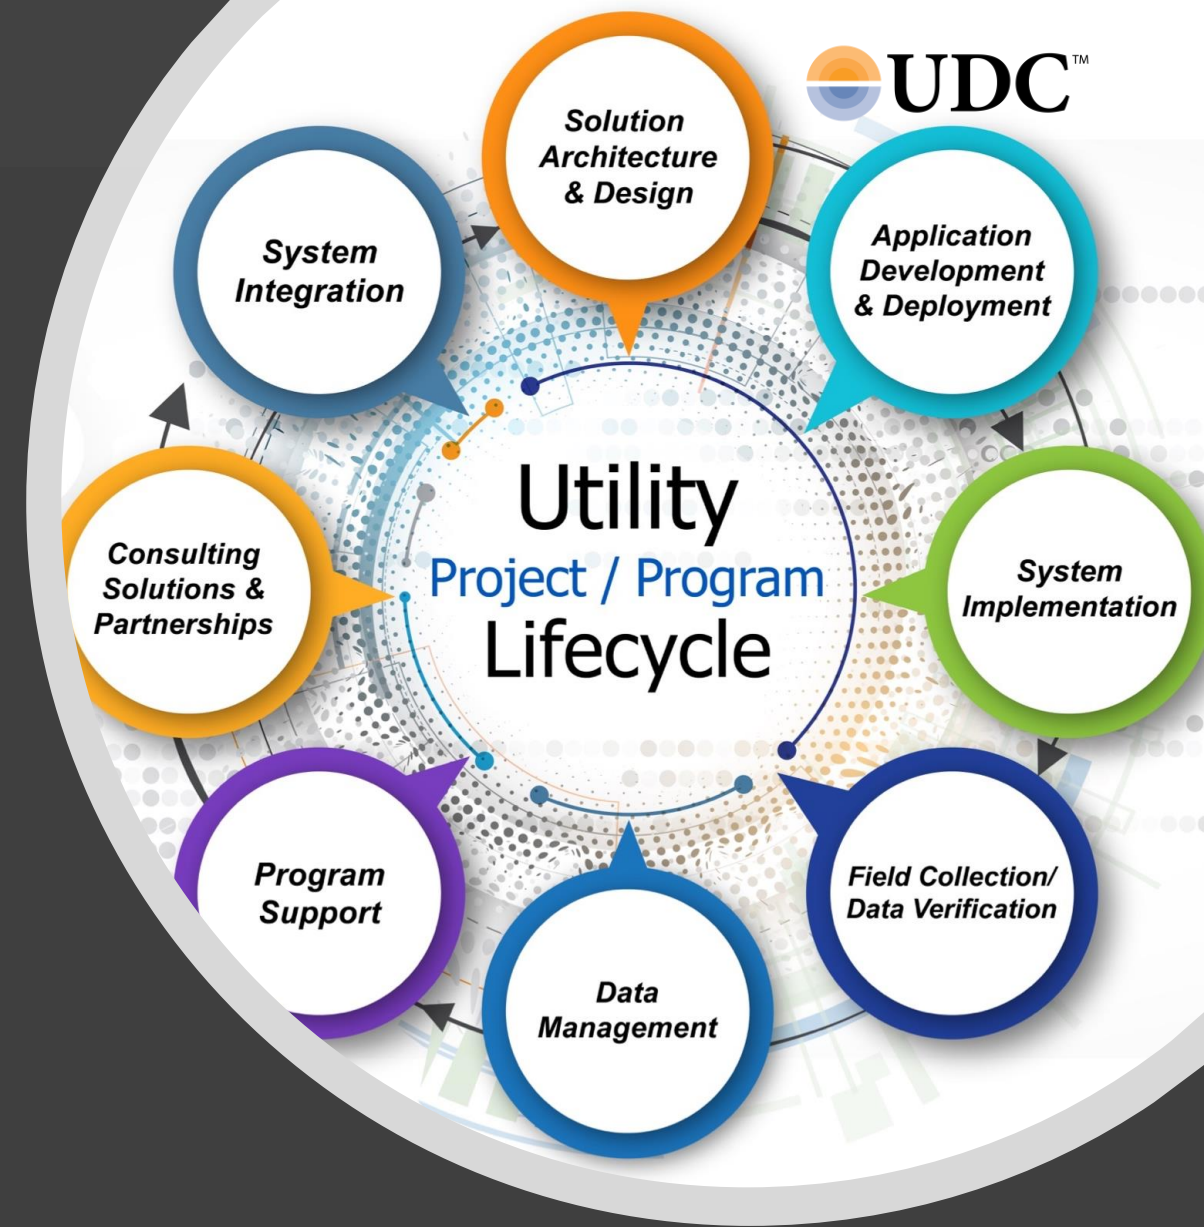 UDC™
Solution
Architecture
& Design
Application
Development
& Deployment
System
Implementation
Field Collection/
Data Verification
Data
Management
Program
Support
Consulting
Solutions &
Partnerships
System
Integration
Utility
Project / Program
Lifecycle